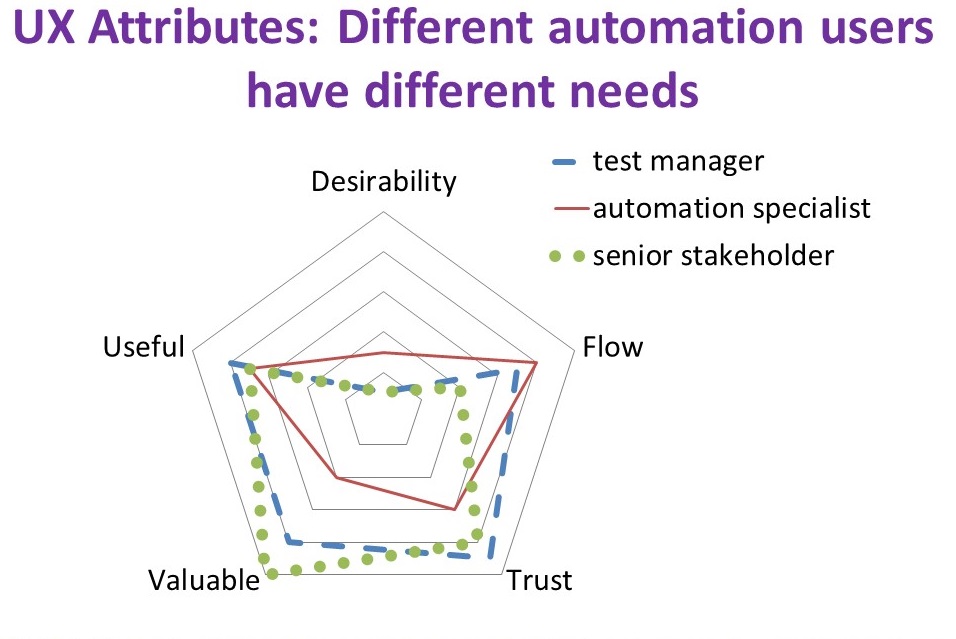 UX Attributes: Different automation users
have different needs
test manager
automation specialist
senior stakeholder
Desirability
Useful
Flow
Valuable
Trust